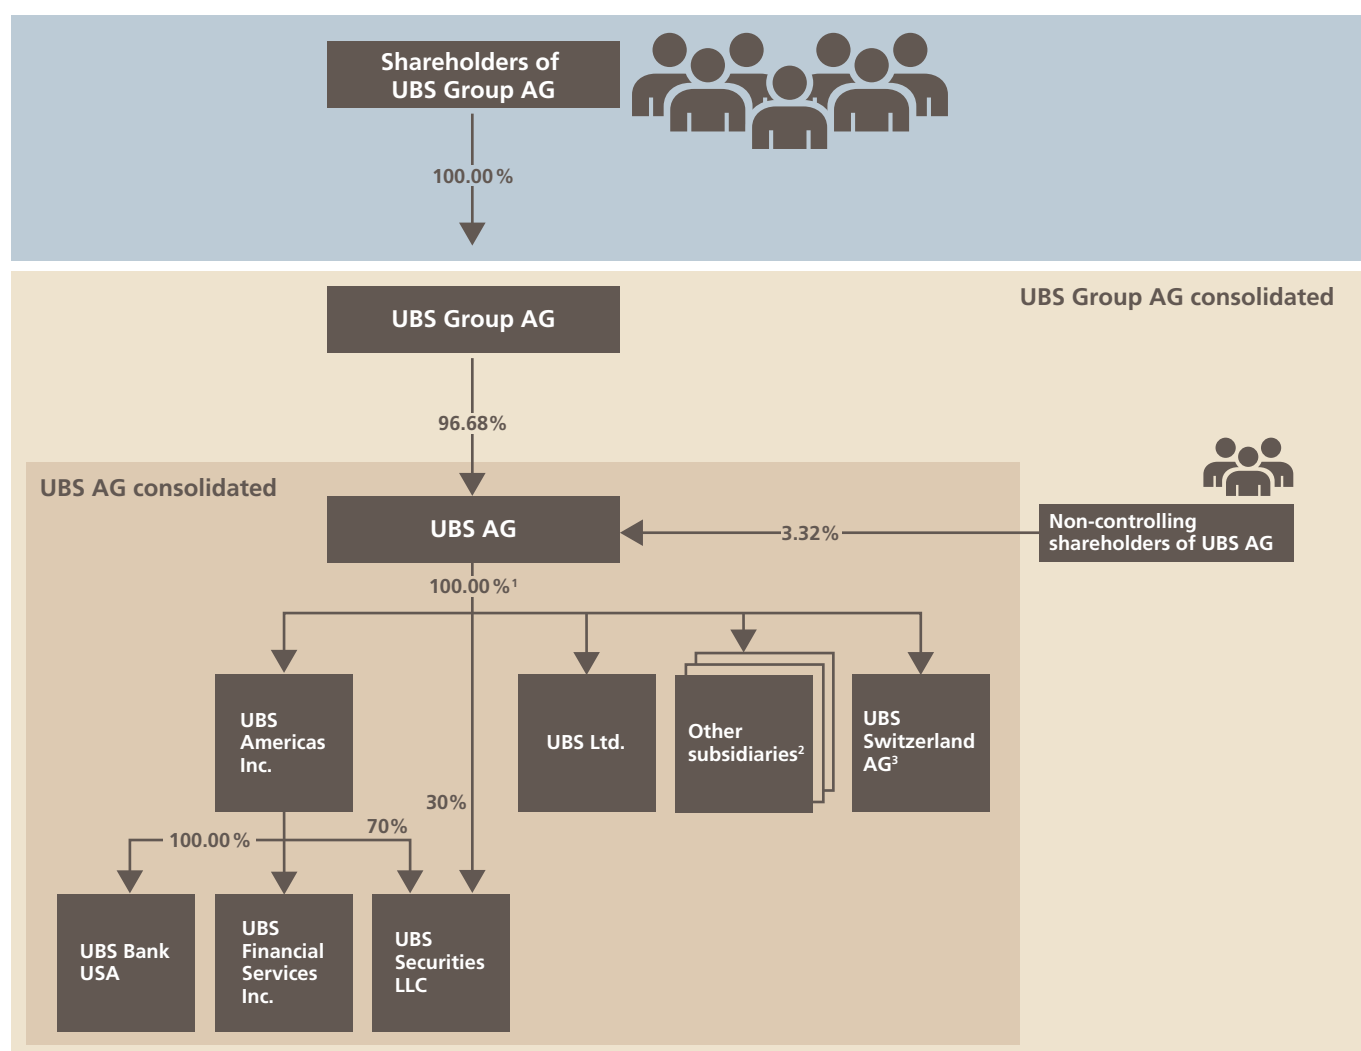 Shareholders of
UBS Group AG
100.00 %
UBS Group AG consolidated
UBS Group AG
96.68%
UBS AG consolidated
UBS AG
3.32%
Non-controlling
shareholders of UBS AG
100.00 %¹
UBS
Americas
Inc.
UBS Ltd.
Other
subsidiaries²
UBS
Switzerland
AG³
30%
70%
100.00 %
UBS Bank
USA
UBS
Financial
Services
Inc.
UBS
Securities
LLC